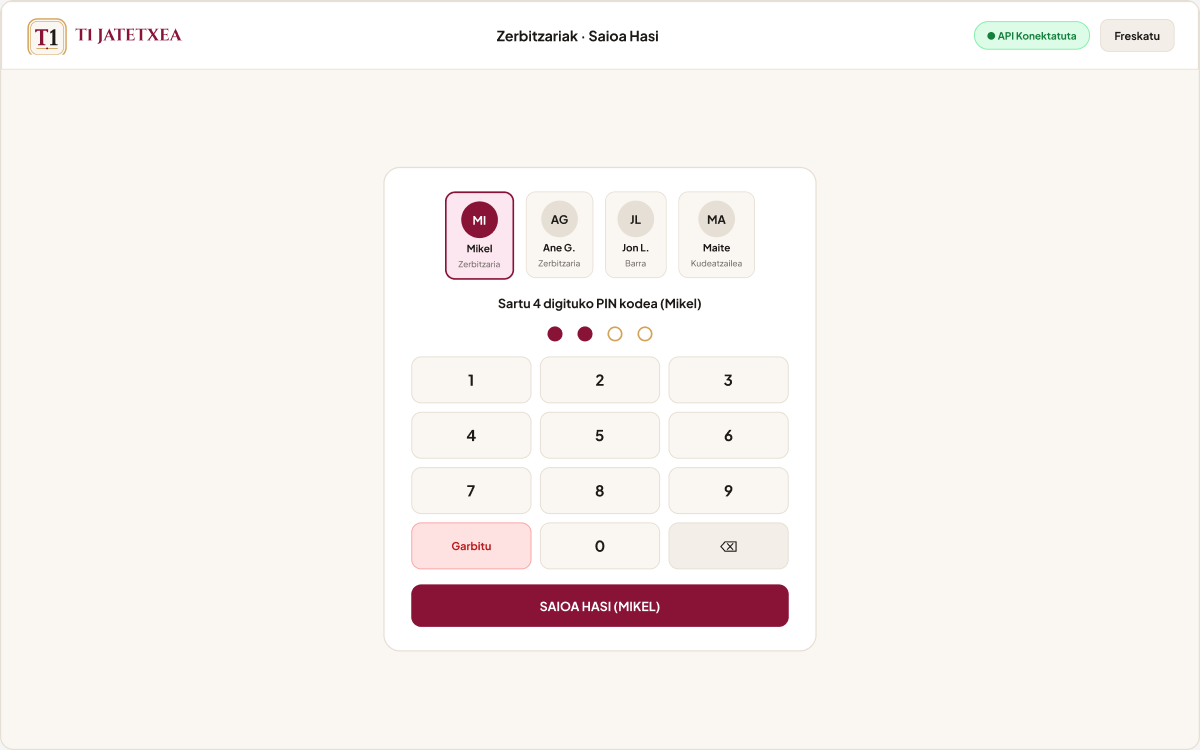 T1 T1 JATETXEA
Zerbitzariak · Saioa Hasi
● API Konektatuta
Freskatu
MI
Mikel
Zerbitzaria
AG
Ane G.
Zerbitzaria
JL
Jon L.
Barra
MA
Maite
Kudeatzailea
Sartu 4 digituko PIN kodea (Mikel)
1 2 3
4 5 6
7 8 9
Garbitu 0 ⌫
SAIOA HASI (MIKEL)